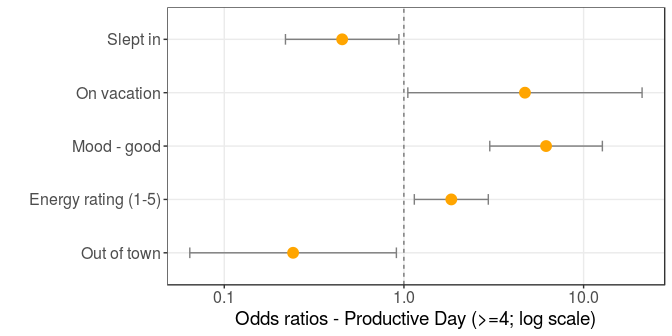 Slept in
On vacation
Mood - good
Energy rating (1-5)
Out of town
0.1
1.0
10.0
Odds ratios - Productive Day (>=4; log scale)